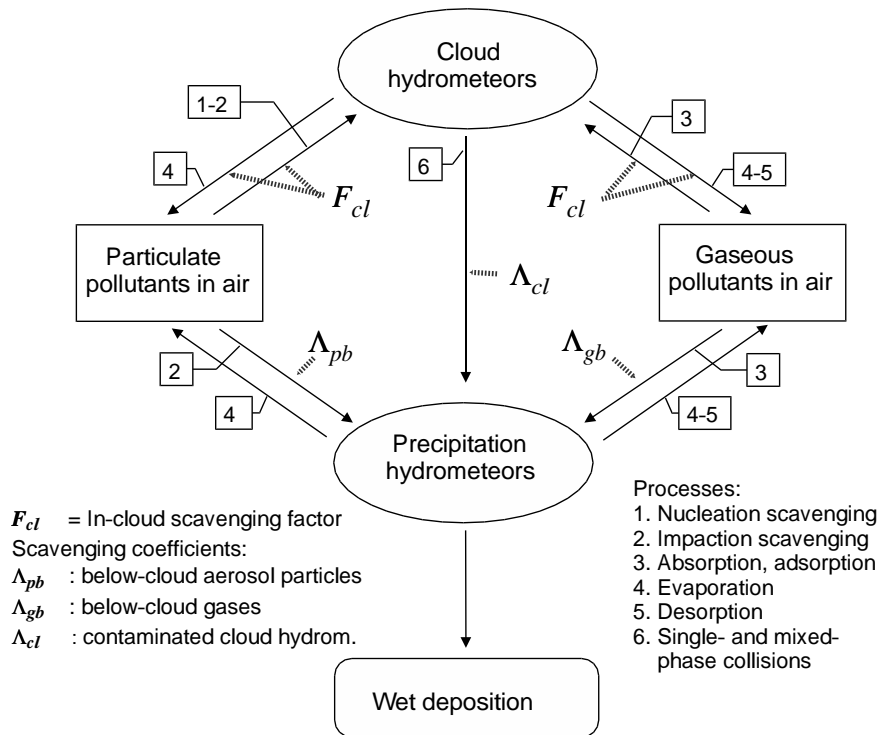 Cloud
hydrometeors
1-2
3
4
6
4-5
F_cl
F_cl
Particulate
pollutants in air
Gaseous
pollutants in air
Λ_cl
Λ_pb
Λ_gb
2
3
4
4-5
Precipitation
hydrometeors
F_cl = In-cloud scavenging factor
Scavenging coefficients:
Λ_pb : below-cloud aerosol particles
Λ_gb : below-cloud gases
Λ_cl : contaminated cloud hydrom.
Processes:
1. Nucleation scavenging
2. Impaction scavenging
3. Absorption, adsorption
4. Evaporation
5. Desorption
6. Single- and mixed-
phase collisions
Wet deposition